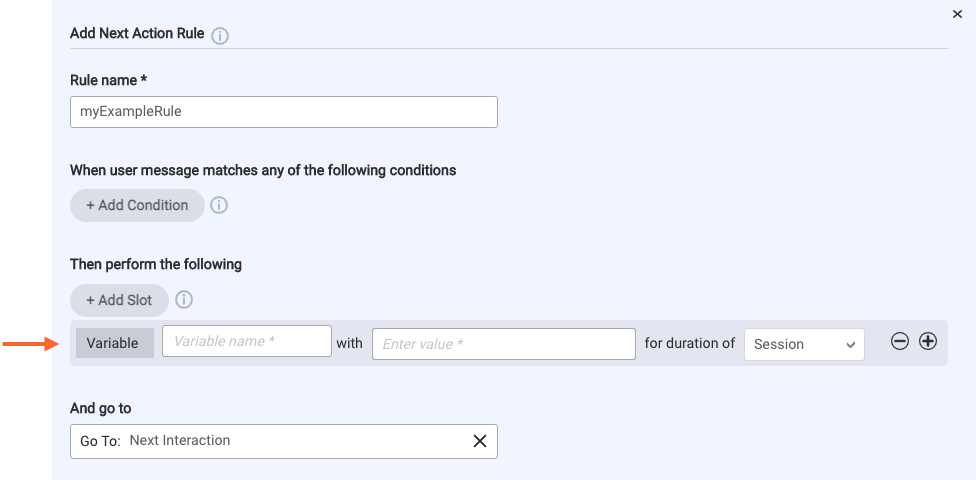 Add Next Action Rule
Rule name *
myExampleRule
When user message matches any of the following conditions
+ Add Condition
Then perform the following
+ Add Slot
Variable Variable name * with Enter value * for duration of Session
And go to
Go To: Next Interaction